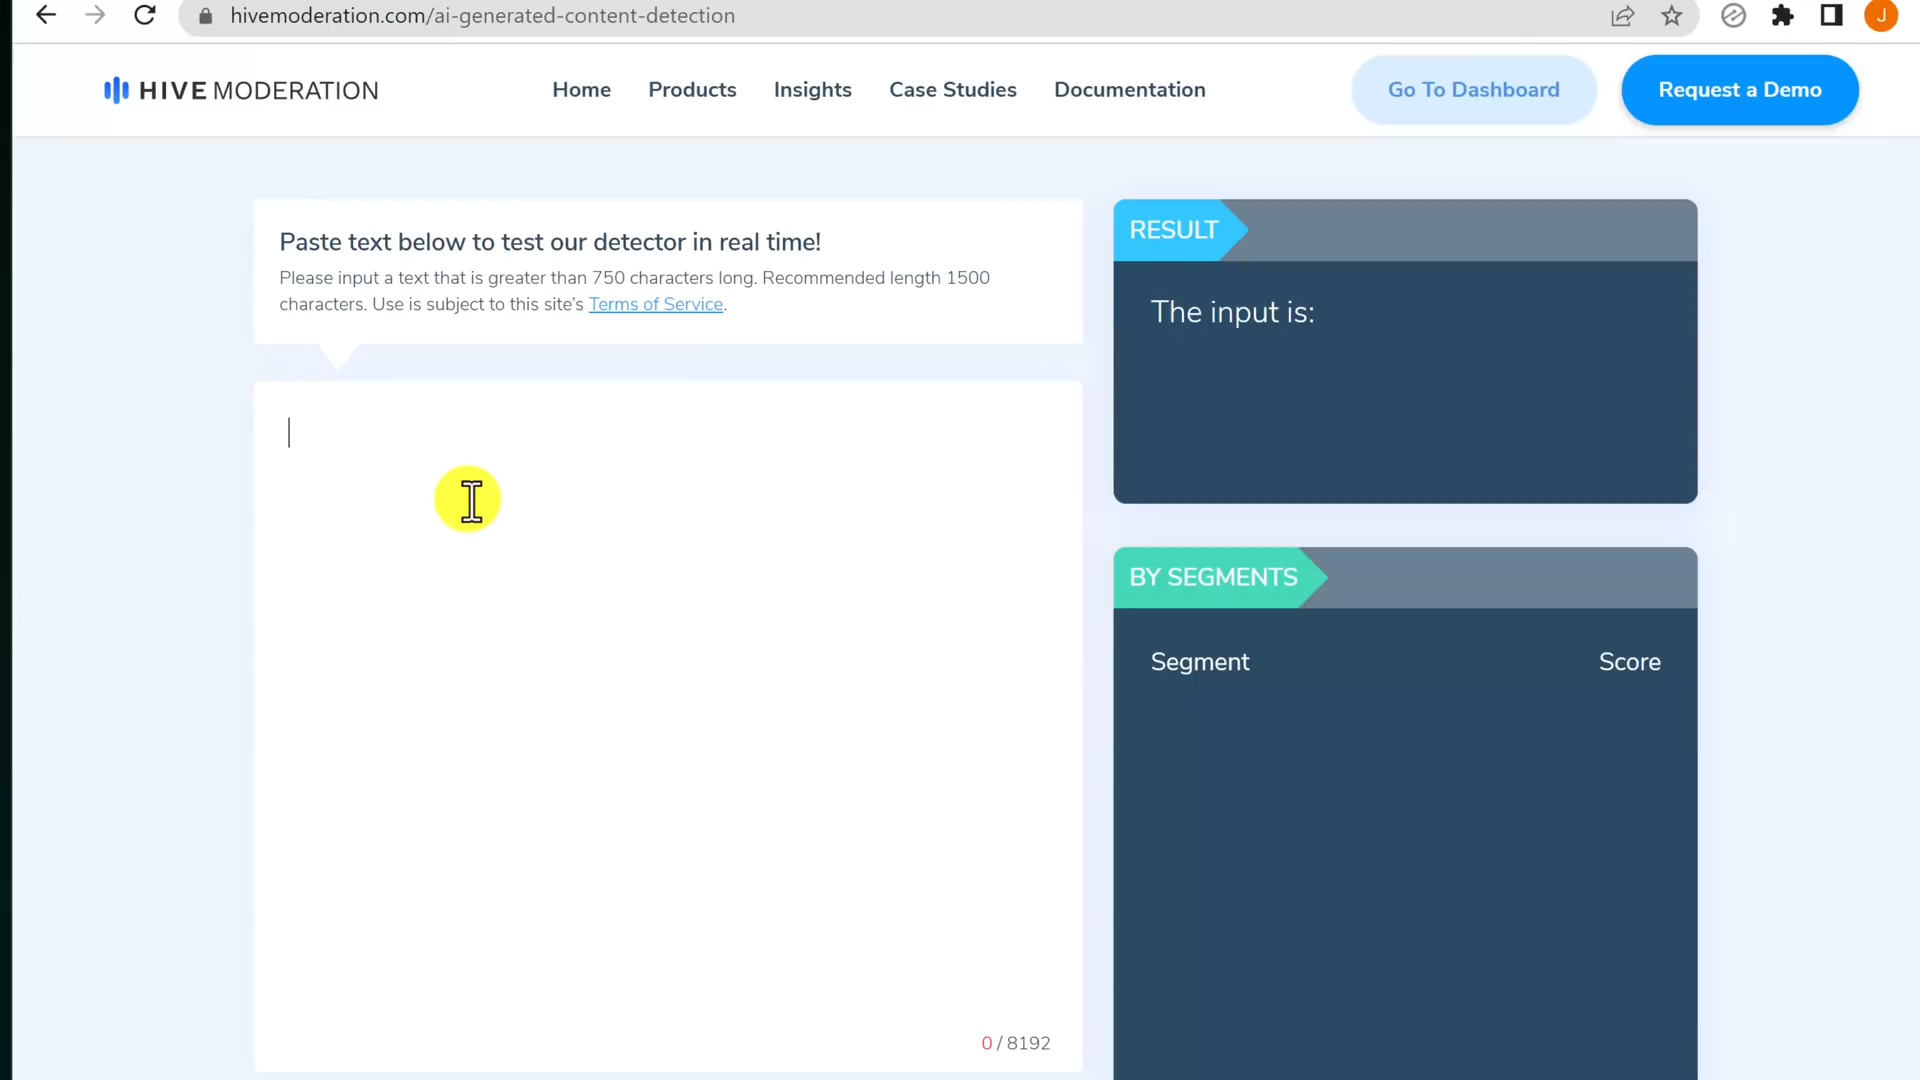 hivemoderation.com/ai-generated-content-detection
J
HIVE MODERATION
Home
Products
Insights
Case Studies
Documentation
Go To Dashboard
Request a Demo
Paste text below to test our detector in real time!
Please input a text that is greater than 750 characters long. Recommended length 1500
characters. Use is subject to this site's Terms of Service.
0 / 8192
RESULT
The input is:
BY SEGMENTS
Segment
Score